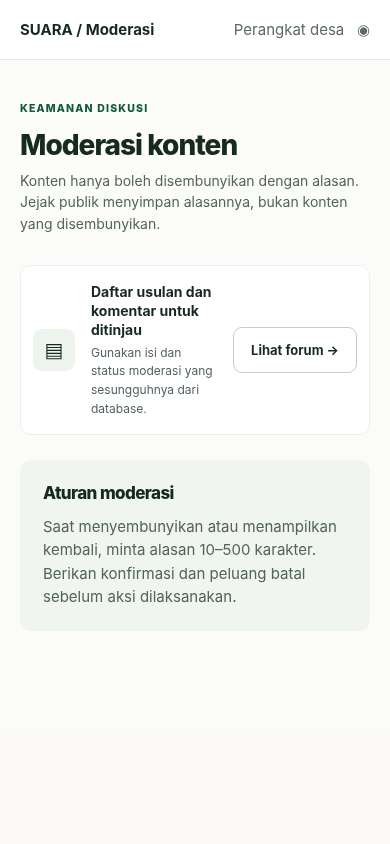 SUARA / Moderasi
Perangkat desa ◉
KEAMANAN DISKUSI
Moderasi konten
Konten hanya boleh disembunyikan dengan alasan.
Jejak publik menyimpan alasannya, bukan konten
yang disembunyikan.
Daftar usulan dan
komentar untuk
ditinjau
Gunakan isi dan
status moderasi yang
sesungguhnya dari
database.
Lihat forum →
Aturan moderasi
Saat menyembunyikan atau menampilkan
kembali, minta alasan 10–500 karakter.
Berikan konfirmasi dan peluang batal
sebelum aksi dilaksanakan.